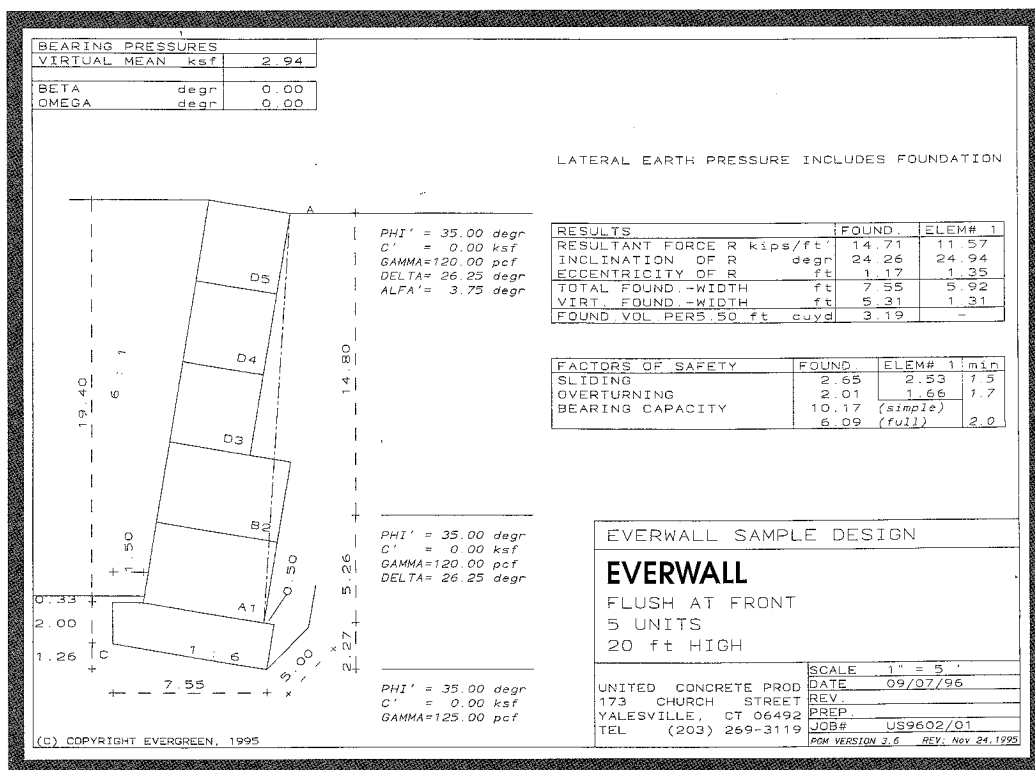 BEARING PRESSURES
VIRTUAL MEAN ksf 2.94
BETA degr 0.00
OMEGA degr 0.00
LATERAL EARTH PRESSURE INCLUDES FOUNDATION
A
PHI' = 35.00 degr
C' = 0.00 ksf
GAMMA=120.00 pcf
DELTA= 26.25 degr
ALFA'= 3.75 degr
RESULTS FOUND. ELEM# 1
RESULTANT FORCE R kips/ft' 14.71 11.57
INCLINATION OF R degr 24.26 24.94
ECCENTRICITY OF R ft 1.17 1.35
TOTAL FOUND.-WIDTH ft 7.55 5.92
VIRT. FOUND.-WIDTH ft 5.31 1.31
FOUND.VOL.PER5.50 ft cuyd 3.19 -
FACTORS OF SAFETY FOUND. ELEM# 1 min
SLIDING 2.65 2.53 1.5
OVERTURNING 2.01 1.66 1.7
BEARING CAPACITY 10.17 (simple)
6.09 (full) 2.0
D5
D4
D3
B2
A1
6 : 1
19.40
14.80
1.50
0.50
5.26
0.33
2.00
1.26
C
1 : 6
2.27
5.00
7.55
PHI' = 35.00 degr
C' = 0.00 ksf
GAMMA=120.00 pcf
DELTA= 26.25 degr
PHI' = 35.00 degr
C' = 0.00 ksf
GAMMA=125.00 pcf
EVERWALL SAMPLE DESIGN
EVERWALL
FLUSH AT FRONT
5 UNITS
20 ft HIGH
UNITED CONCRETE PROD
173 CHURCH STREET
YALESVILLE, CT 06492
TEL (203) 269-3119
SCALE 1" = 5 '
DATE 09/07/96
REV.
PREP.
JOB# US9602/01
PGM VERSION 3.6 REV: Nov 24,1995
(C) COPYRIGHT EVERGREEN, 1995